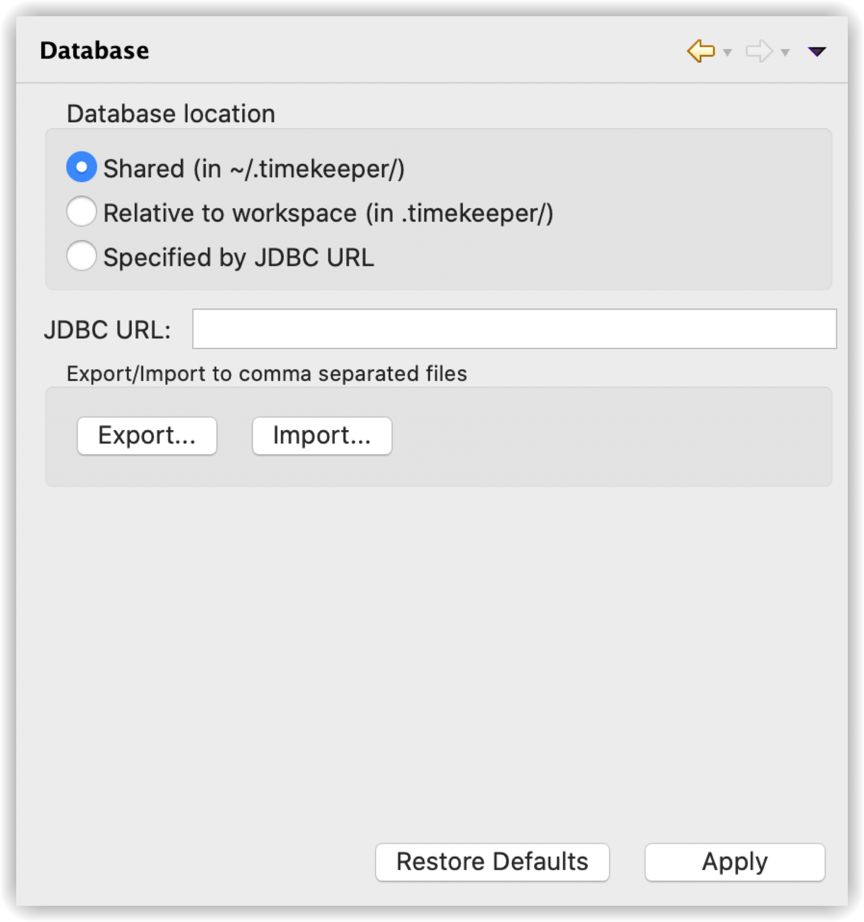 Database
Database location
Shared (in ~/.timekeeper/)
Relative to workspace (in .timekeeper/)
Specified by JDBC URL
JDBC URL:
Export/Import to comma separated files
Export... Import...
Restore Defaults Apply